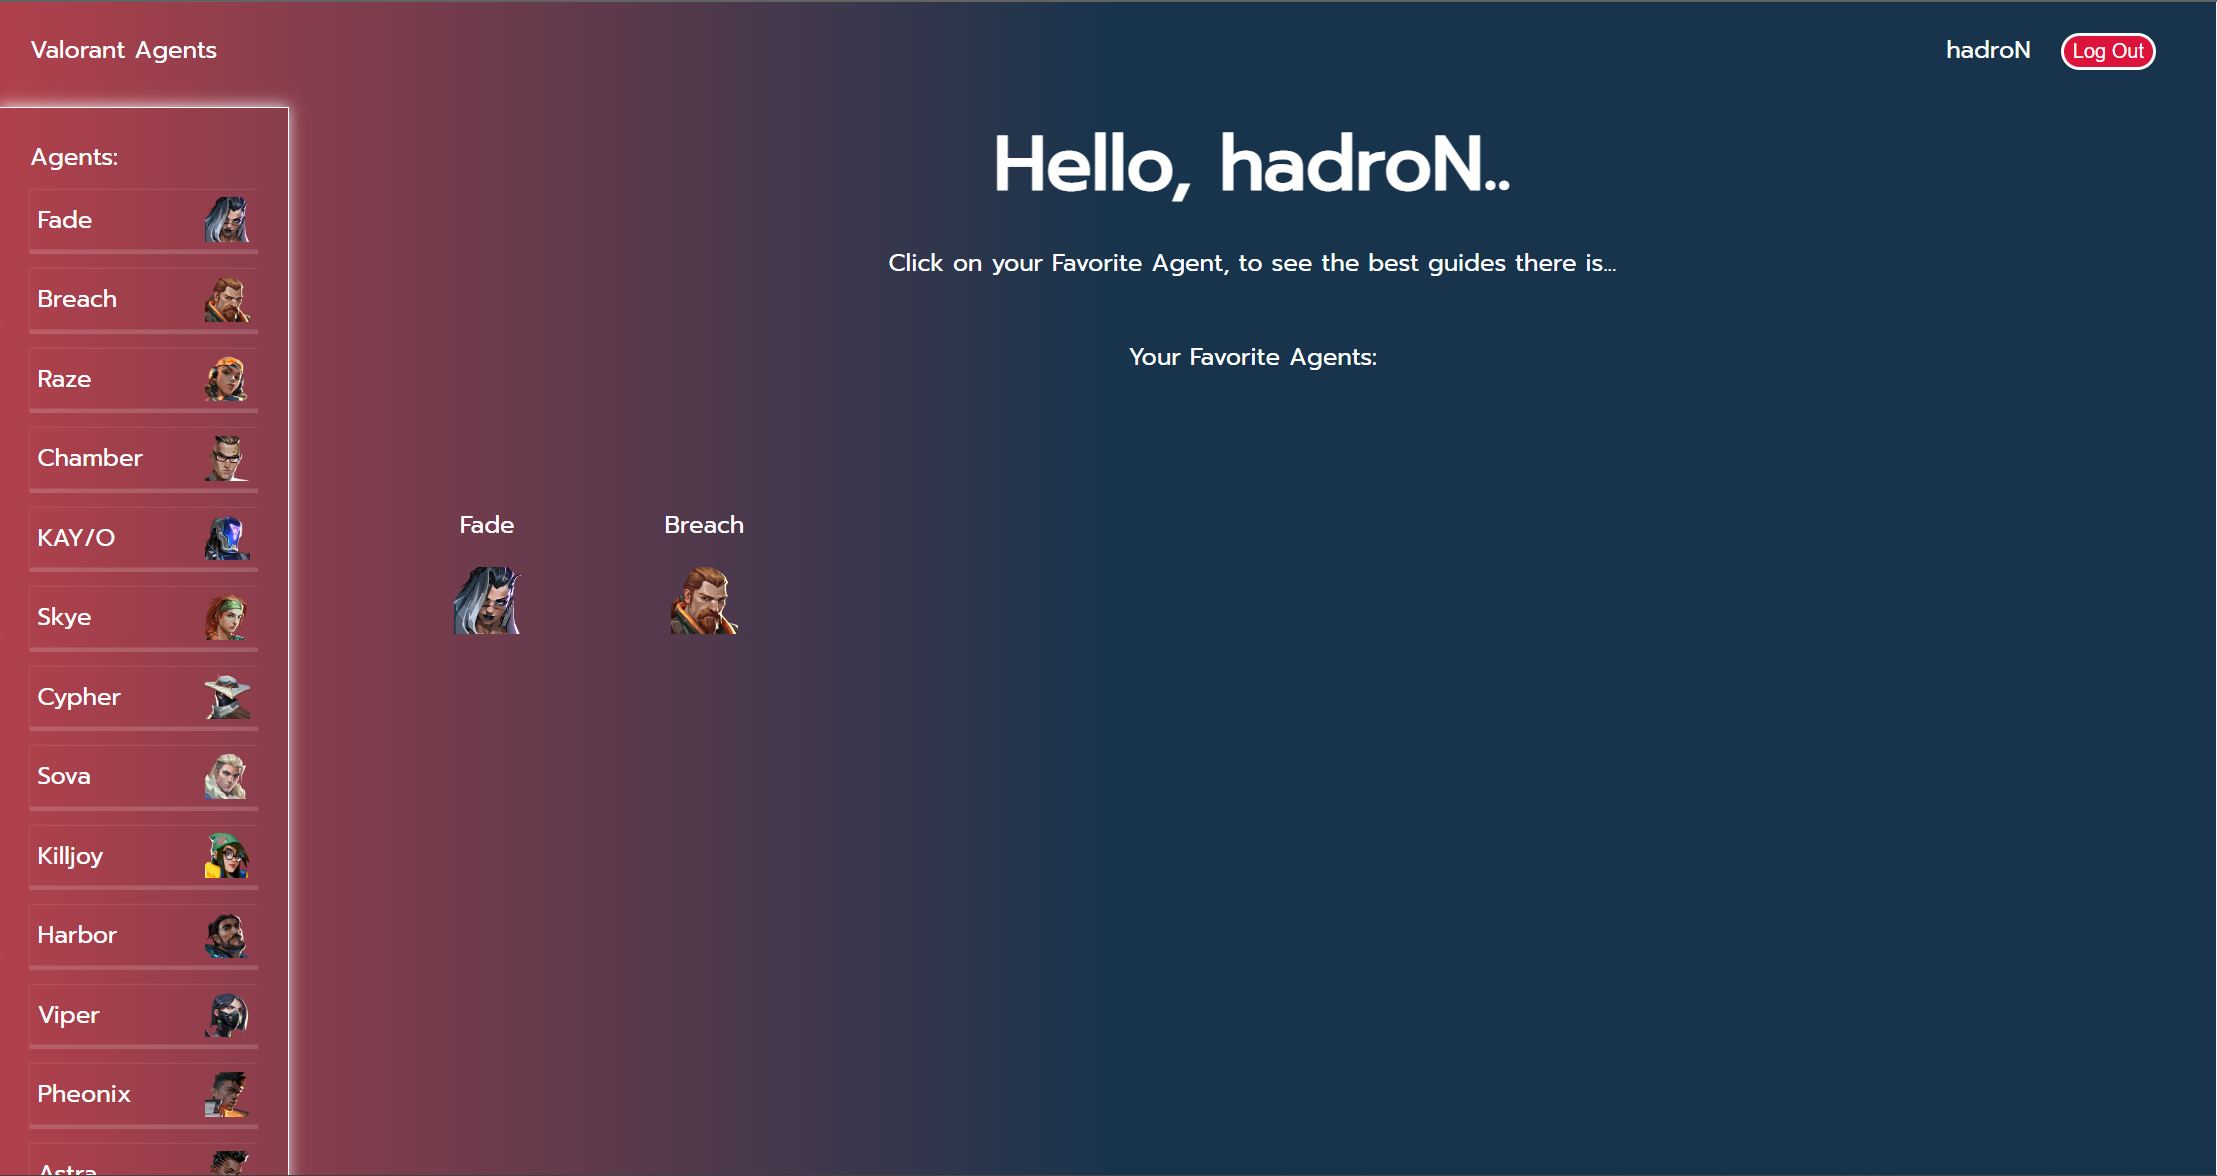 Valorant Agents
hadroN
Log Out
Agents:
Fade
Breach
Raze
Chamber
KAY/O
Skye
Cypher
Sova
Killjoy
Harbor
Viper
Pheonix
Astra
Hello, hadroN..
Click on your Favorite Agent, to see the best guides there is...
Your Favorite Agents:
Fade
Breach